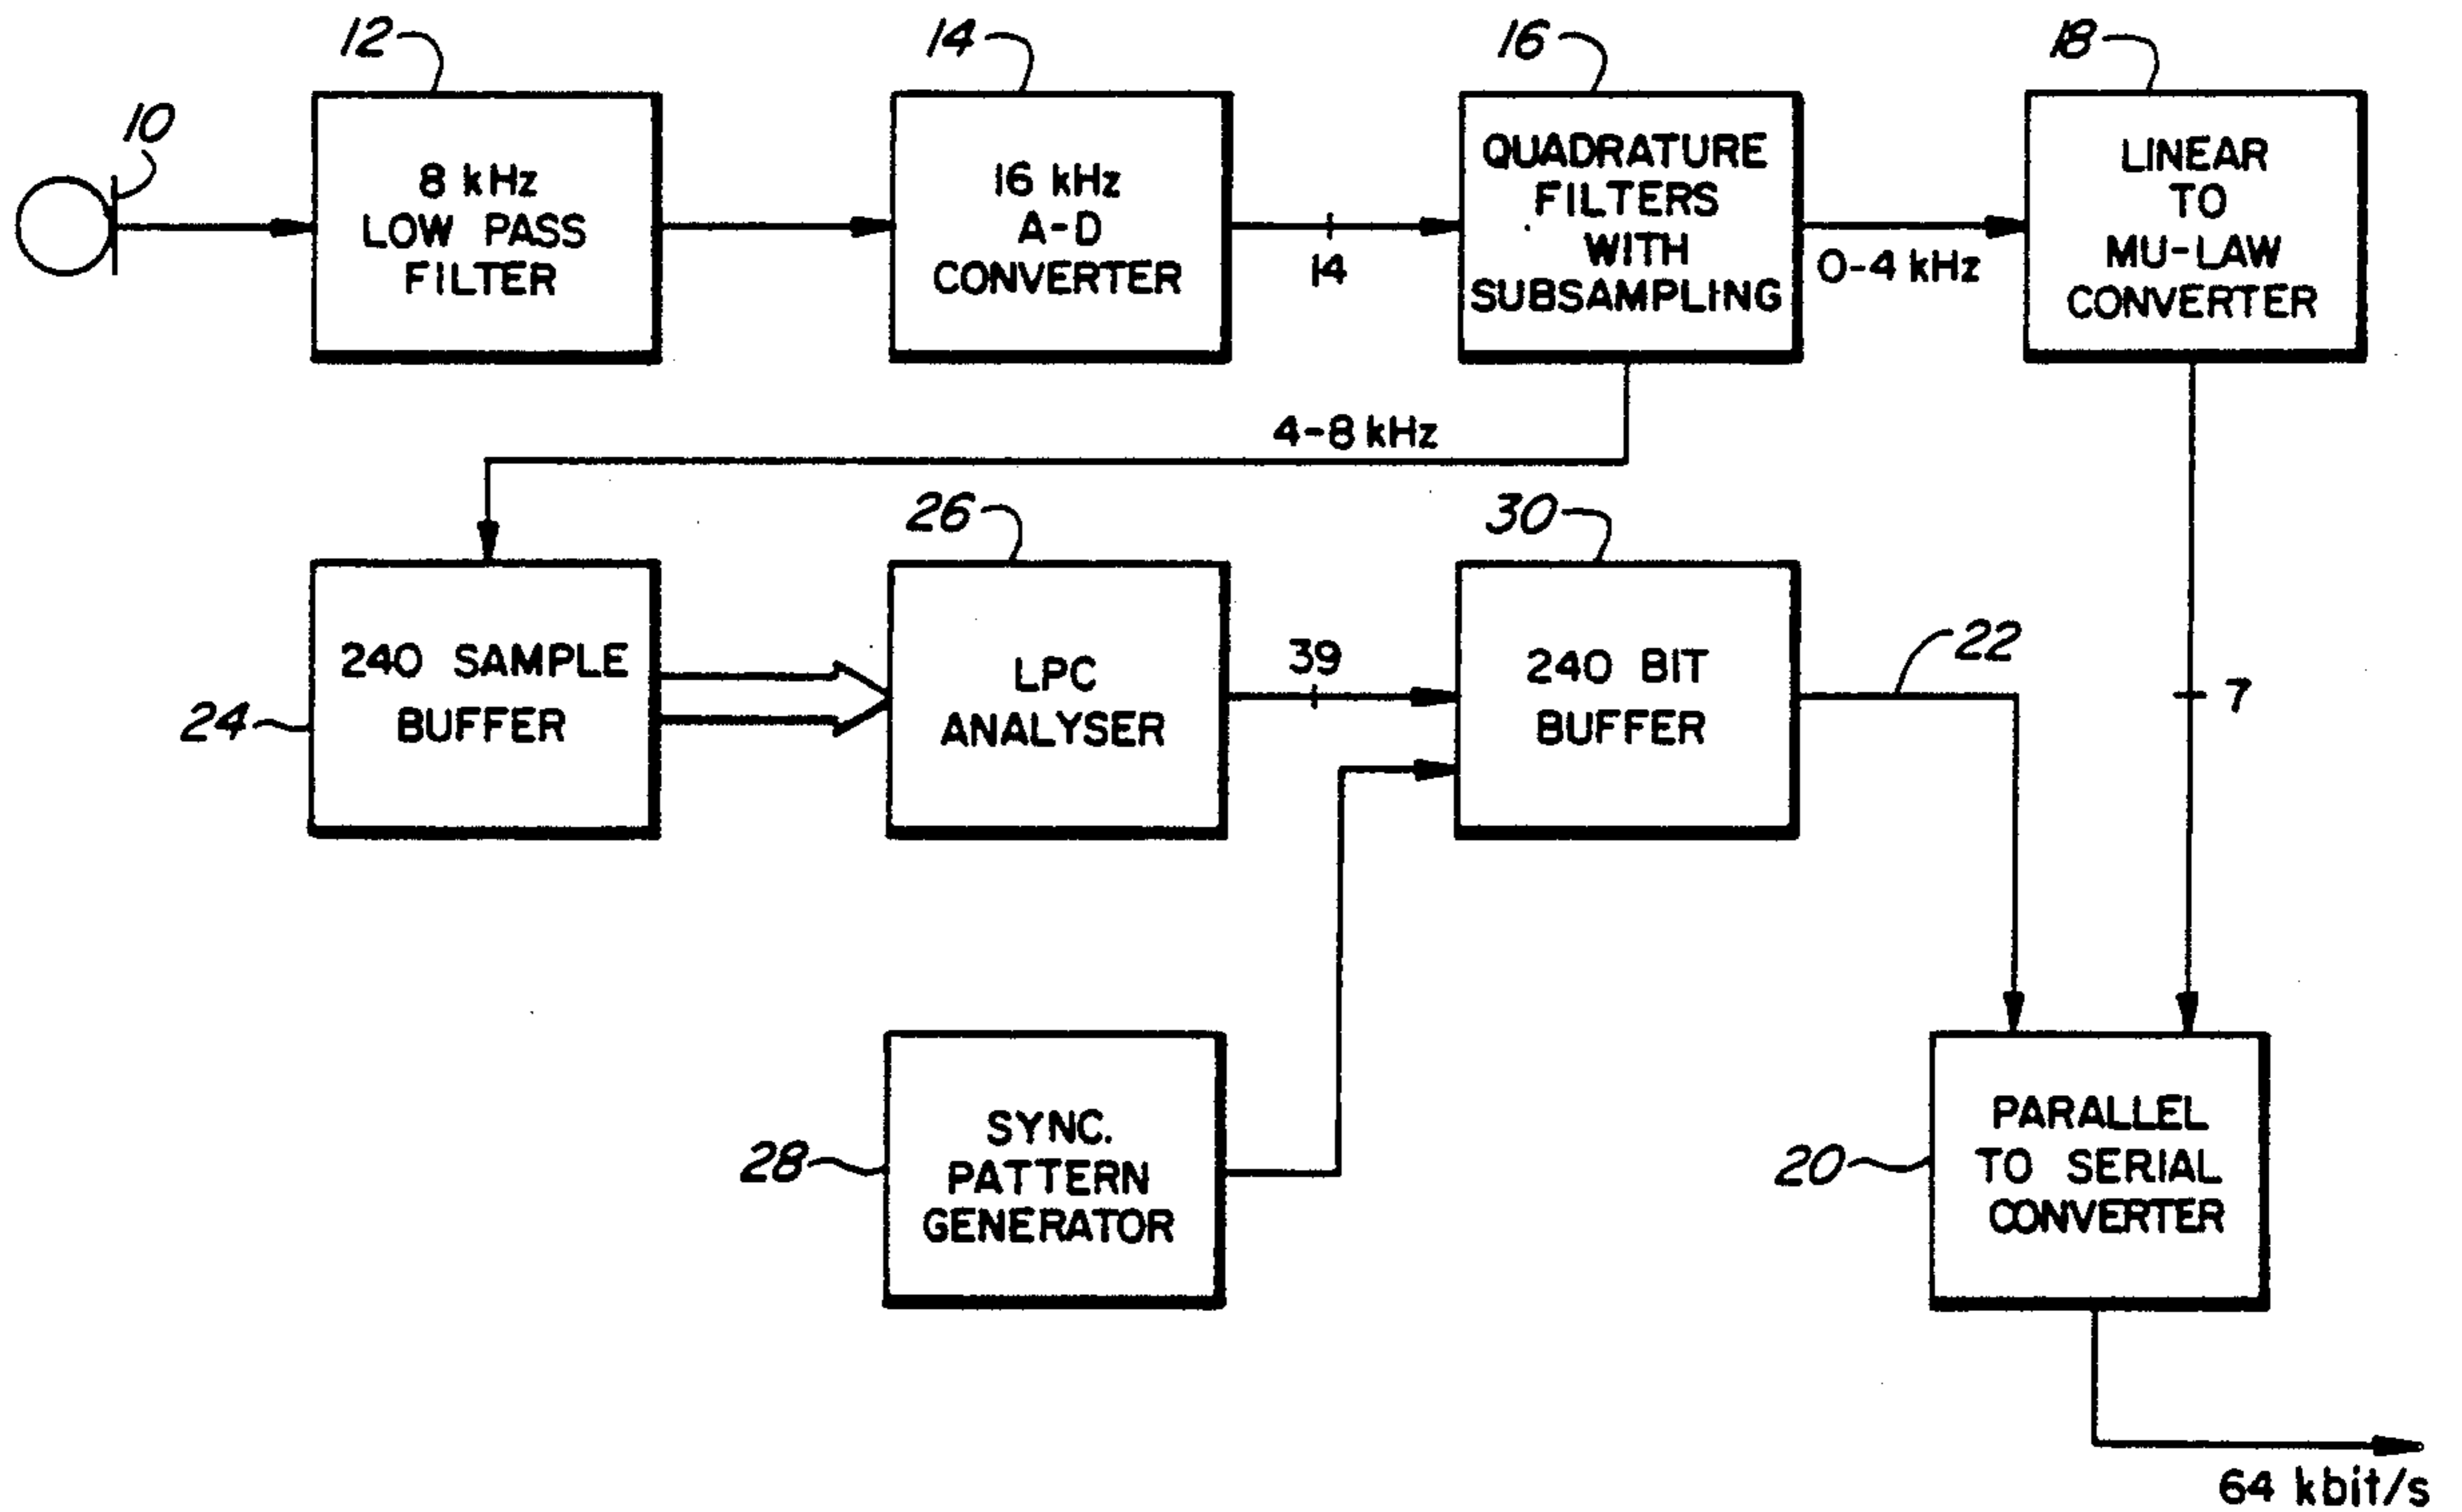 12
14
16
18
10
8 kHz
LOW PASS
FILTER
16 kHz
A-D
CONVERTER
14
QUADRATURE
FILTERS
WITH
SUBSAMPLING
0-4 kHz
LINEAR
TO
MU-LAW
CONVERTER
4-8 kHz
26
30
24
240 SAMPLE
BUFFER
LPC
ANALYSER
39
240 BIT
BUFFER
22
7
28
SYNC.
PATTERN
GENERATOR
20
PARALLEL
TO SERIAL
CONVERTER
64 kbit/s